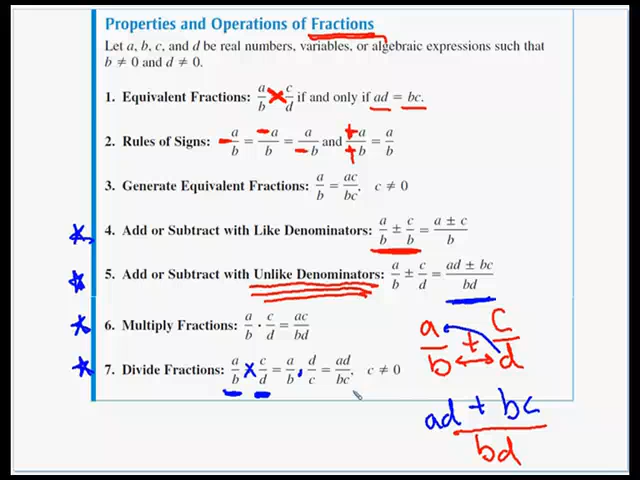 Properties and Operations of Fractions
Let a, b, c, and d be real numbers, variables, or algebraic expressions such that
b ≠ 0 and d ≠ 0.
1. Equivalent Fractions: a/b × c/d if and only if ad = bc.
2. Rules of Signs: −a/b = −a/b = a/−b and +a/+b = a/b
3. Generate Equivalent Fractions: a/b = ac/bc, c ≠ 0
4. Add or Subtract with Like Denominators: a/b ± c/b = a ± c/b
5. Add or Subtract with Unlike Denominators: a/b ± c/d = ad ± bc/bd
6. Multiply Fractions: a/b · c/d = ac/bd
7. Divide Fractions: a/b × c/d = a/b · d/c = ad/bc, c ≠ 0
a/b + c/d
ad + bc/bd